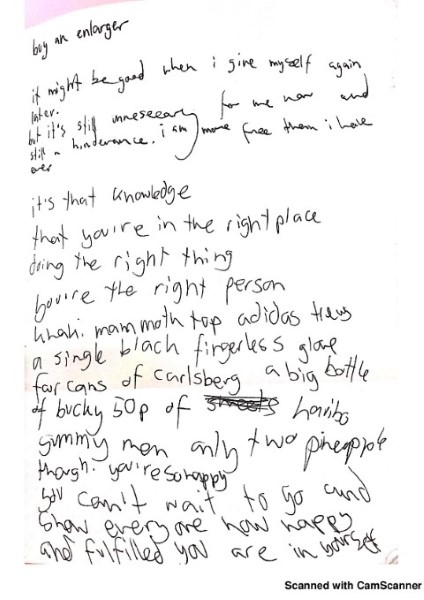 buy an enlarger
it might be good when i give myself again
later.
but it's still unneseeary for me now and
still a hinderance. i am more free them i have
ever
it's that knowledge
that you're in the right place
doing the right thing
you're the right person
khaki mammoth top adidas trews
a single black fingerless glove
four cans of carlsberg a big bottle
of bucky 50p of haribo
gummy men only two pineapple
though. you're so happy
you can't wait to go and
show everyone how happy
and fulfilled you are in yourself
Scanned with CamScanner